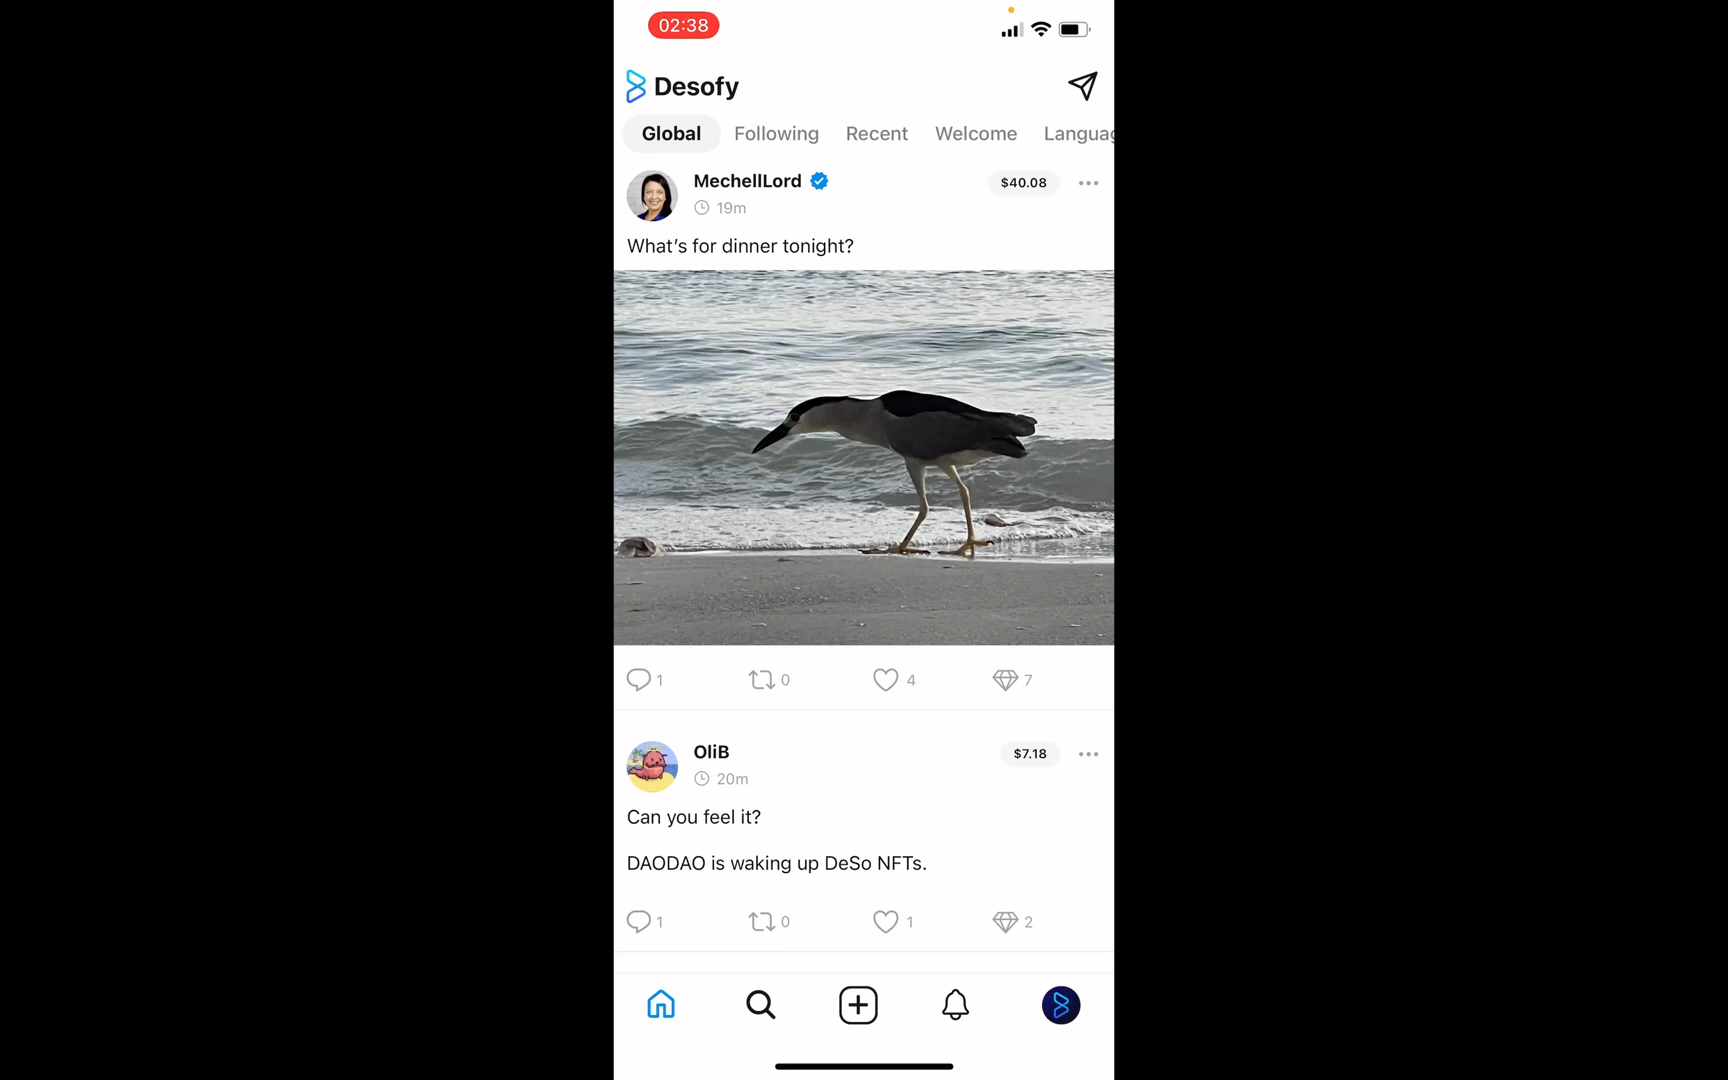 02:38
Desofy
Global Following Recent Welcome Languag
MechellLord $40.08
19m
What's for dinner tonight?
1 0 4 7
OliB $7.18
20m
Can you feel it?
DAODAO is waking up DeSo NFTs.
1 0 1 2